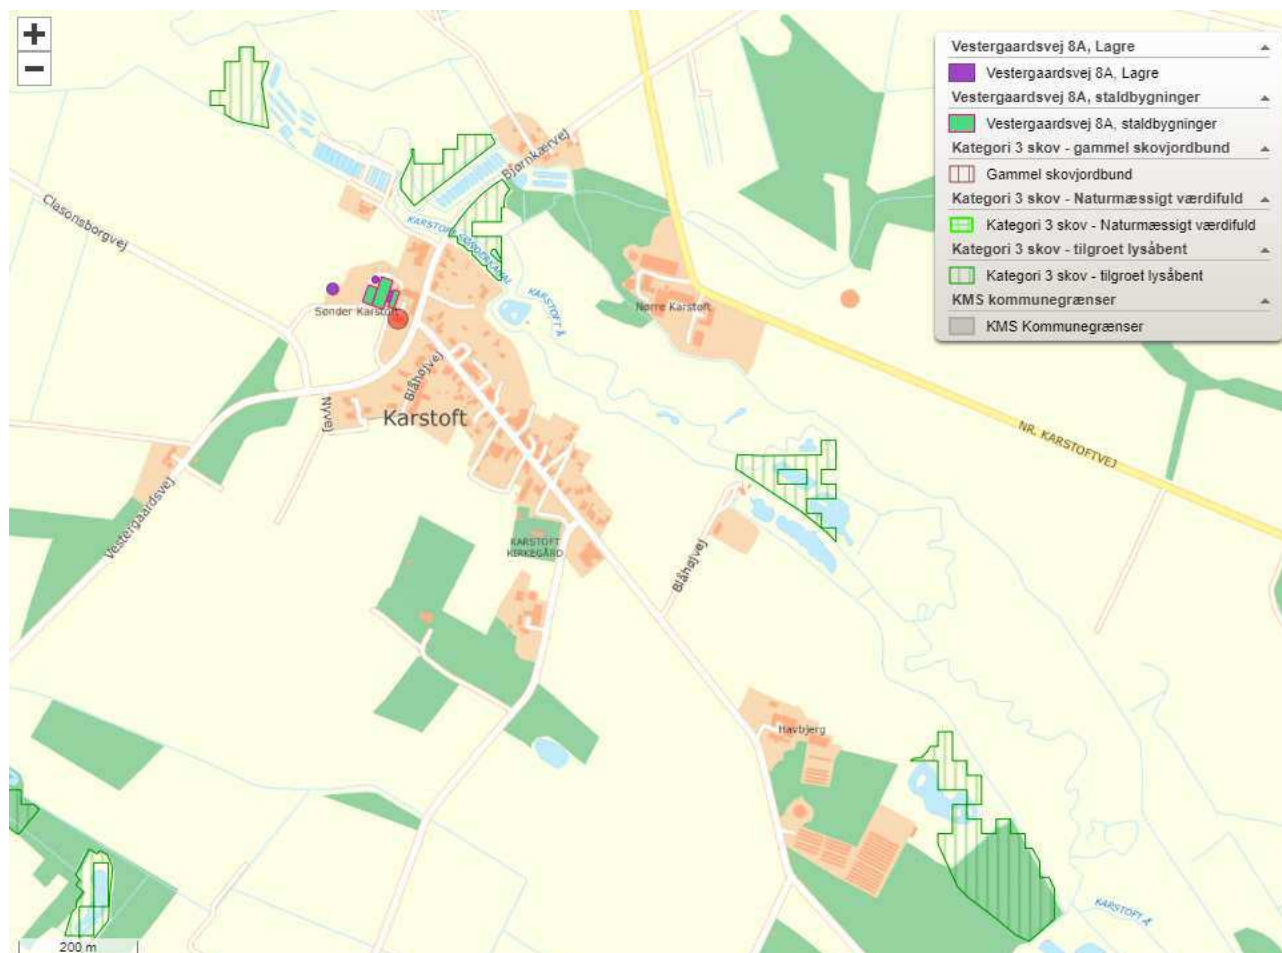 +
−
Vestergaardsvej 8A, Lagre
Vestergaardsvej 8A, Lagre
Vestergaardsvej 8A, staldbygninger
Vestergaardsvej 8A, staldbygninger
Kategori 3 skov - gammel skovjordbund
Gammel skovjordbund
Kategori 3 skov - Naturmæssigt værdifuld
Kategori 3 skov - Naturmæssigt værdifuld
Kategori 3 skov - tilgroet lysåbent
Kategori 3 skov - tilgroet lysåbent
KMS kommunegrænser
KMS Kommunegrænser
Bjørnkærvej
Clasonsborgvej
KARSTOFT
KARSTOFT Å
Sønder Karstoft
Nørre Karstoft
Blåhøjvej
Nyvej
Karstoft
NR. KARSTOFTVEJ
Vestergaardsvej
KARSTOFT
KIRKEGÅRD
Blåhøjvej
Havbjerg
KARSTOFT Å
200 m